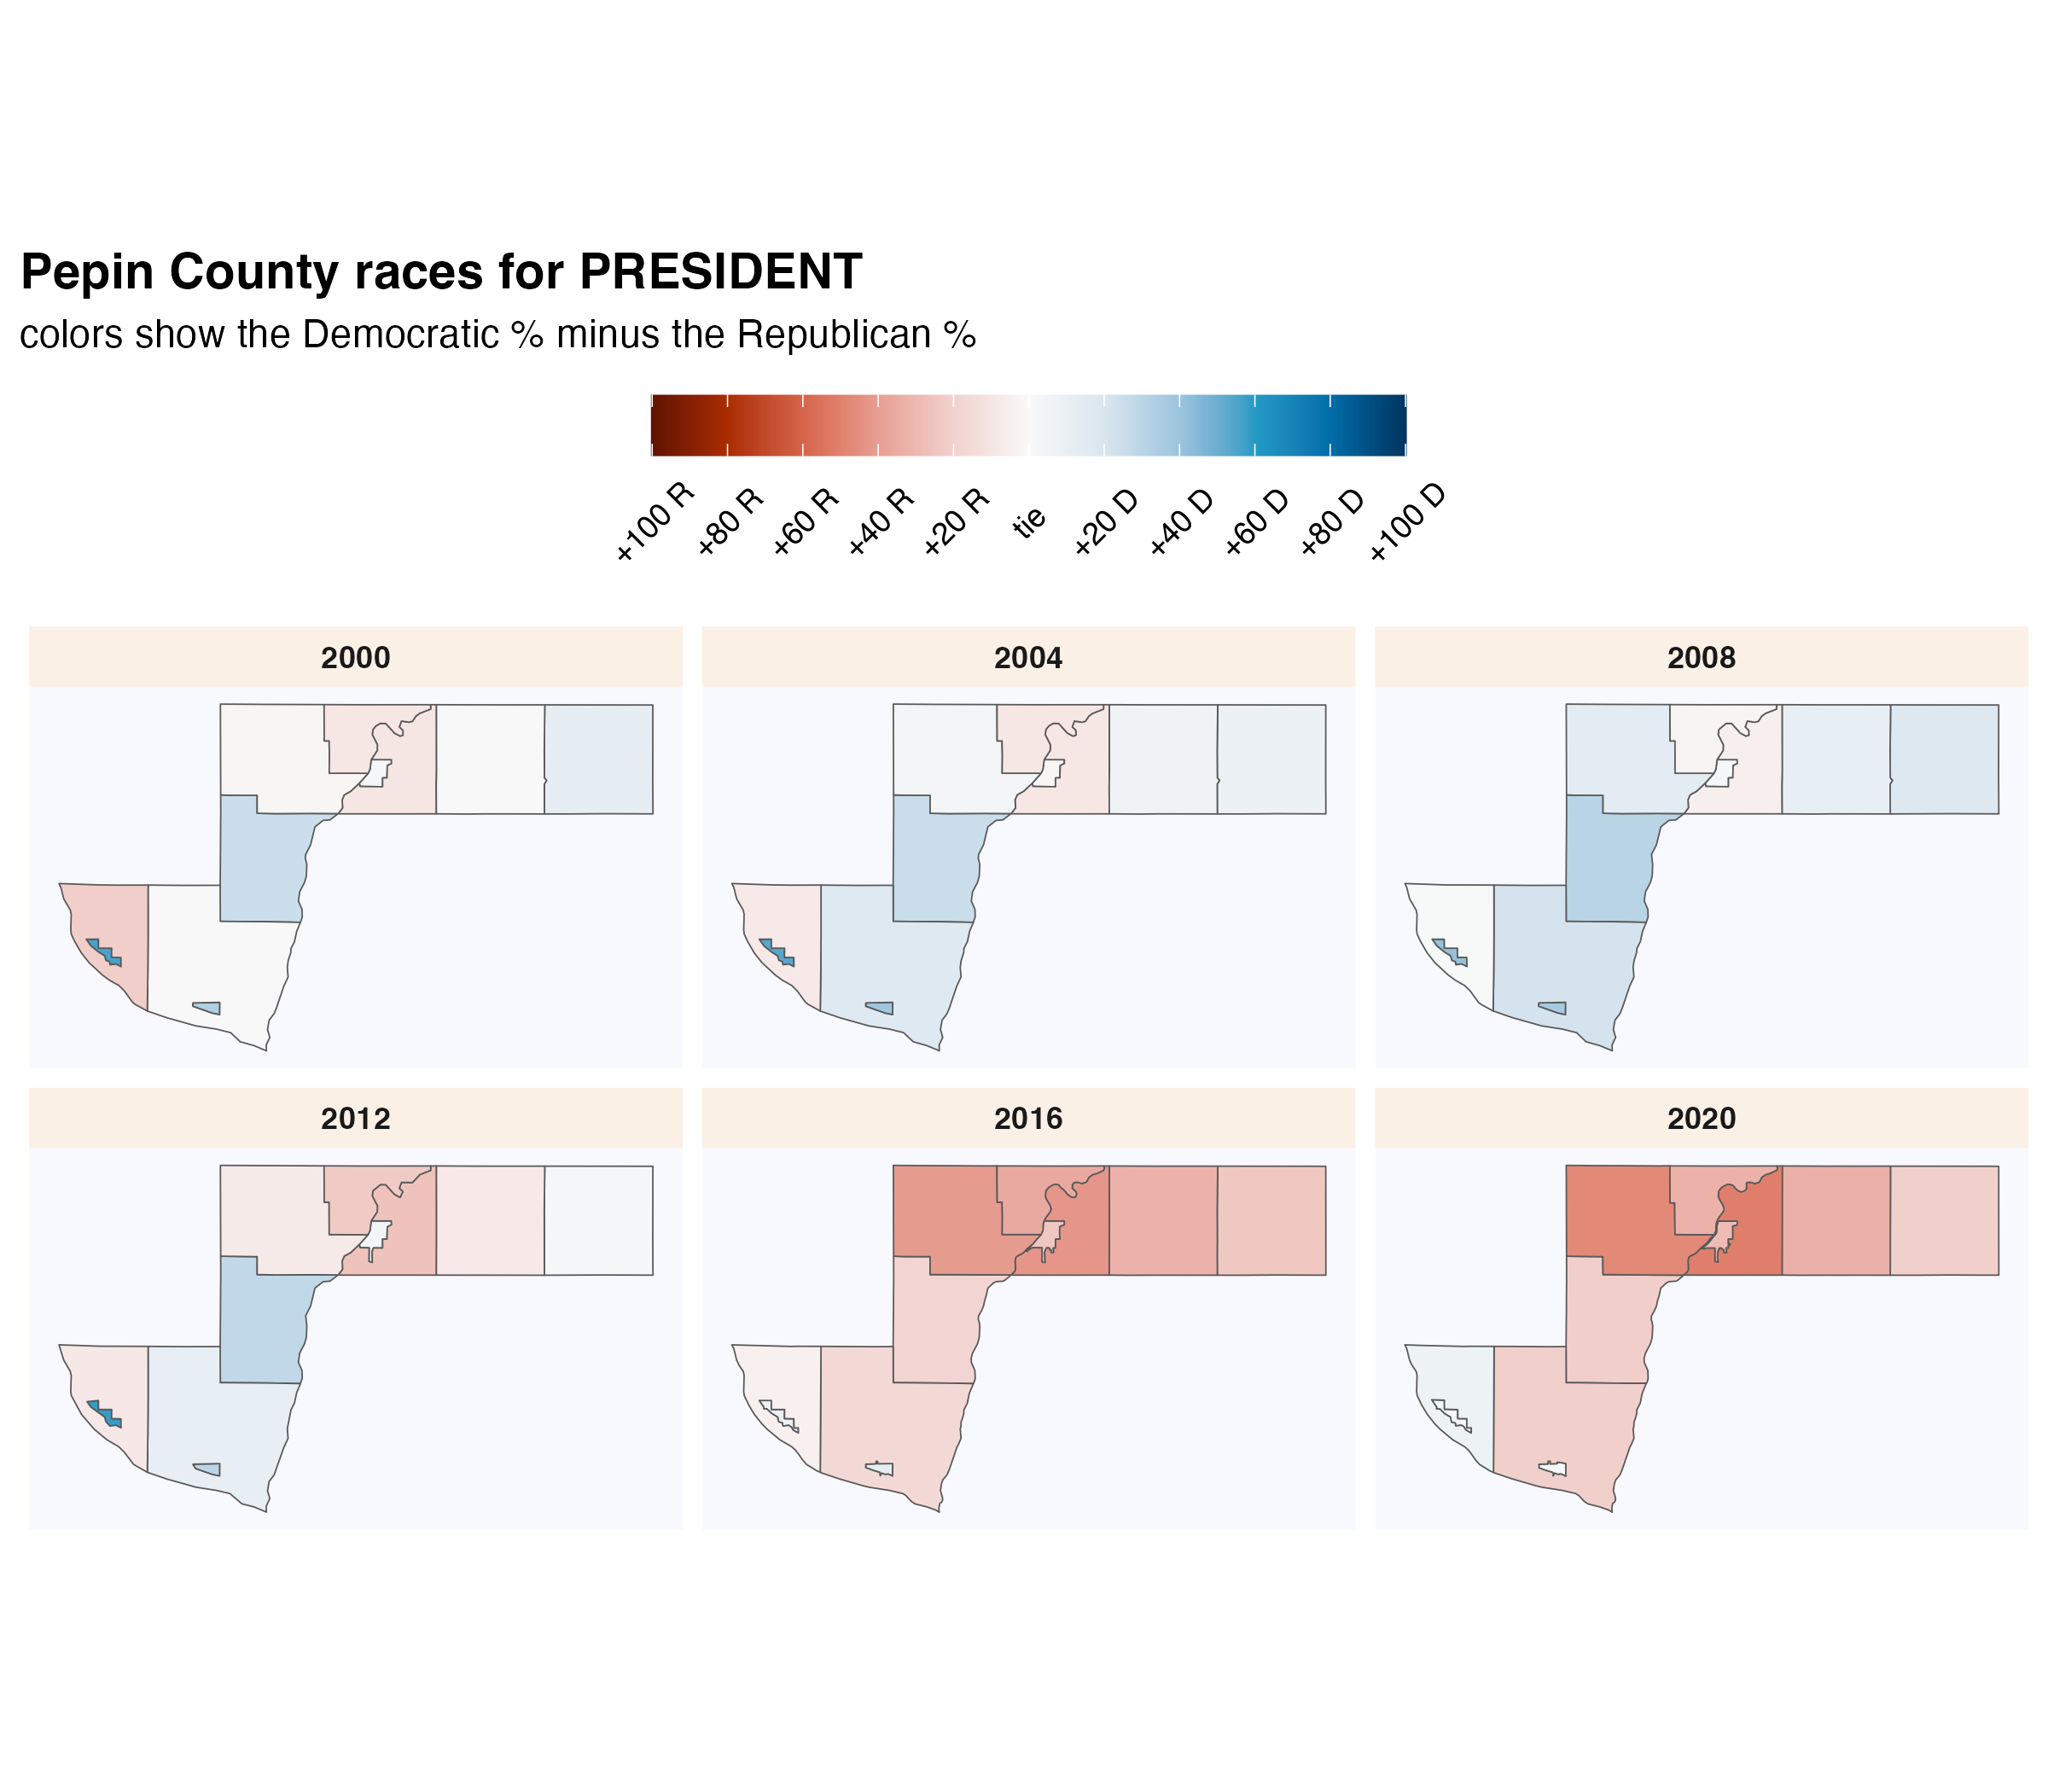 Pepin County races for PRESIDENT
colors show the Democratic % minus the Republican %
+100 R
+80 R
+60 R
+40 R
+20 R
tie
+20 D
+40 D
+60 D
+80 D
+100 D
2000
2004
2008
2012
2016
2020